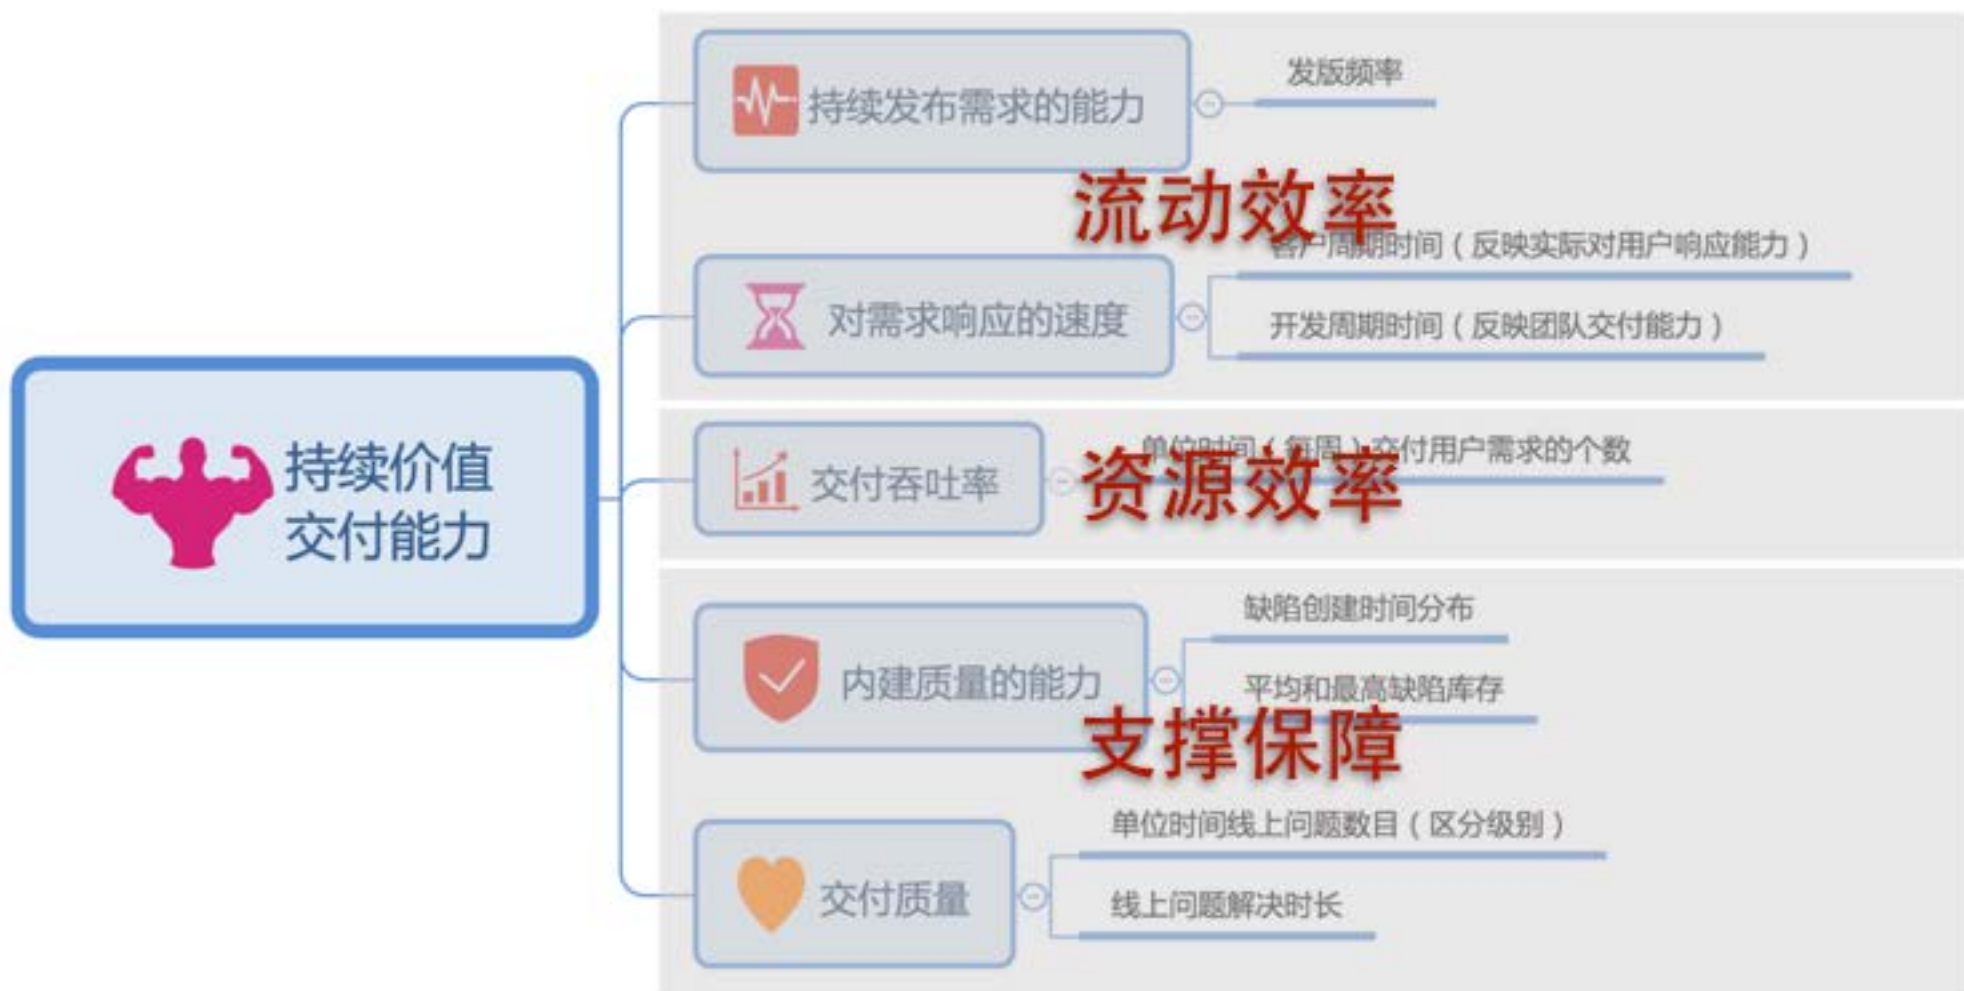 持续价值
交付能力
持续发布需求的能力
发版频率
流动效率
对需求响应的速度
客户周期时间（反映实际对用户响应能力）
开发周期时间（反映团队交付能力）
交付吞吐率
单位时间（每周）交付用户需求的个数
资源效率
内建质量的能力
缺陷创建时间分布
平均和最高缺陷库存
支撑保障
交付质量
单位时间线上问题数目（区分级别）
线上问题解决时长